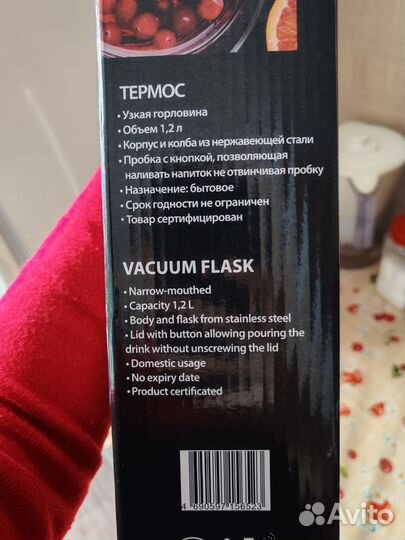 ТЕРМОС
• Узкая горловина
• Объем 1,2 л
• Корпус и колба из нержавеющей стали
• Пробка с кнопкой, позволяющая
наливать напиток не отвинчивая пробку
• Назначение: бытовое
• Срок годности не ограничен
• Товар сертифицирован
VACUUM FLASK
• Narrow-mouthed
• Capacity 1,2 L
• Body and flask from stainless steel
• Lid with button allowing pouring the
drink without unscrewing the lid
• Domestic usage
• No expiry date
• Product certificated
4 690597 156523
Avito